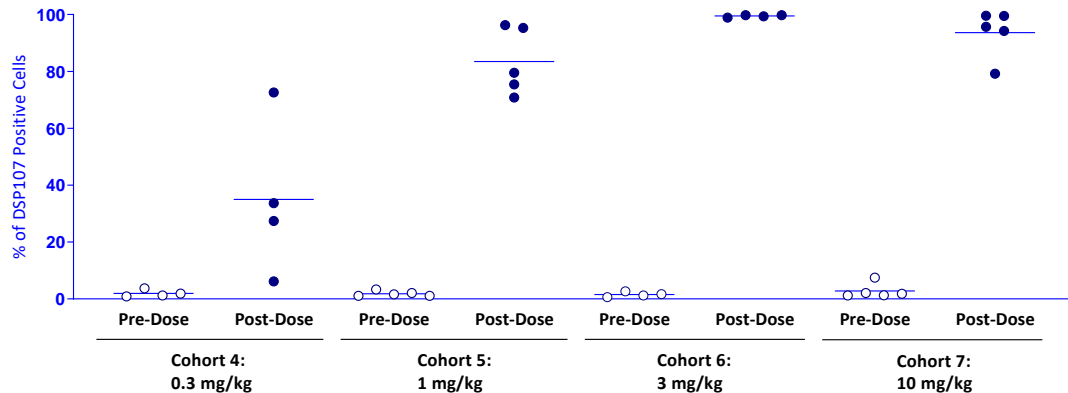 % of DSP107 Positive Cells
100
80
60
40
20
0
Pre-Dose Post-Dose Pre-Dose Post-Dose Pre-Dose Post-Dose Pre-Dose Post-Dose
Cohort 4: Cohort 5: Cohort 6: Cohort 7:
0.3 mg/kg 1 mg/kg 3 mg/kg 10 mg/kg